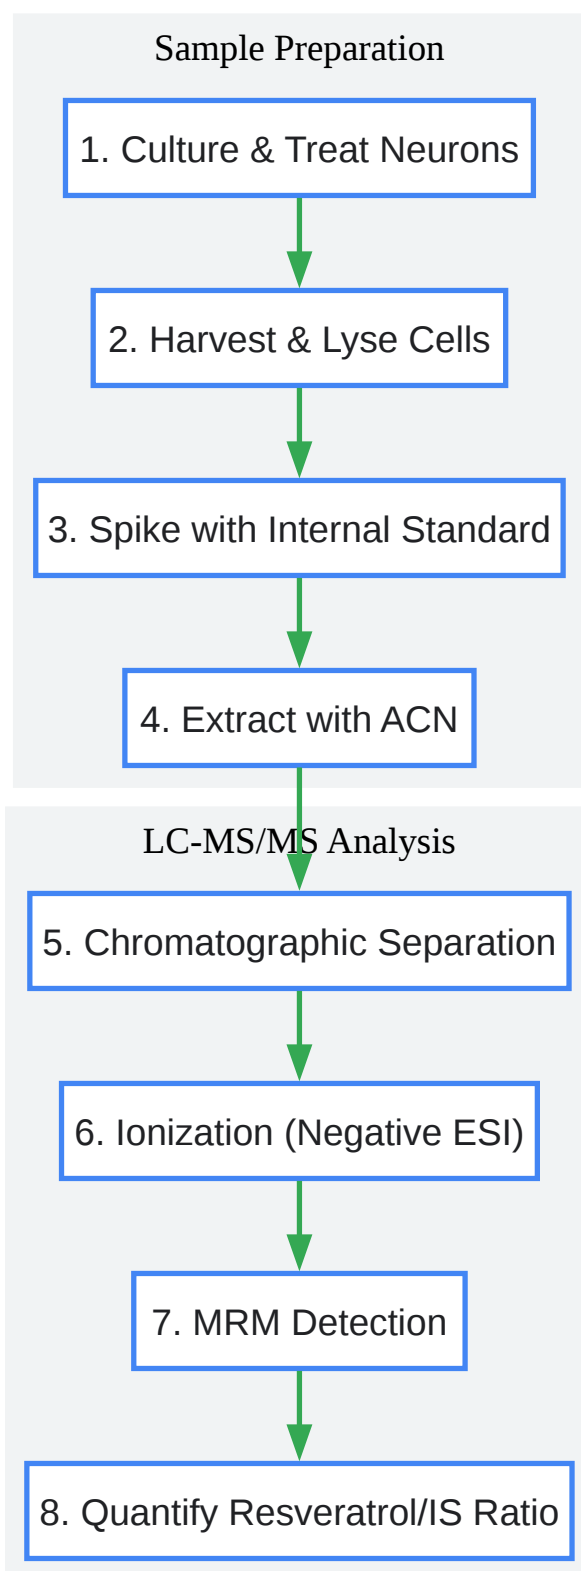 Sample Preparation
1. Culture & Treat Neurons
2. Harvest & Lyse Cells
3. Spike with Internal Standard
4. Extract with ACN
LC-MS/MS Analysis
5. Chromatographic Separation
6. Ionization (Negative ESI)
7. MRM Detection
8. Quantify Resveratrol/IS Ratio